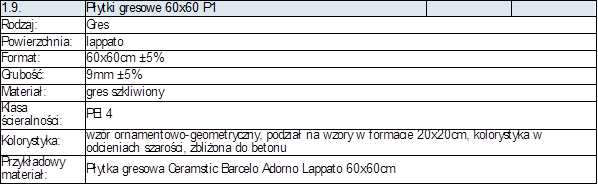 1.9. Płytki gresowe 60x60 P1
Rodzaj: Gres
Powierzchnia: lappato
Format: 60x60cm ±5%
Grubość: 9mm ±5%
Materiał: gres szkliwiony
Klasa
ścieralności: PEI 4
Kolorystyka: wzór ornamentowo-geometryczny, podział na wzory w formacie 20x20cm, kolorystyka w
odcieniach szarości, zbliżona do betonu
Przykładowy
materiał: Płytka gresowa Ceramstic Barcelo Adorno Lappato 60x60cm